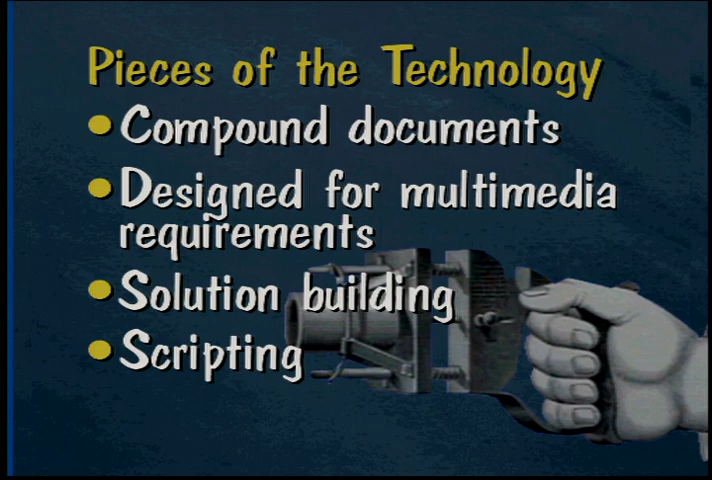 Pieces of the Technology
• Compound documents
• Designed for multimedia
requirements
• Solution building
• Scripting